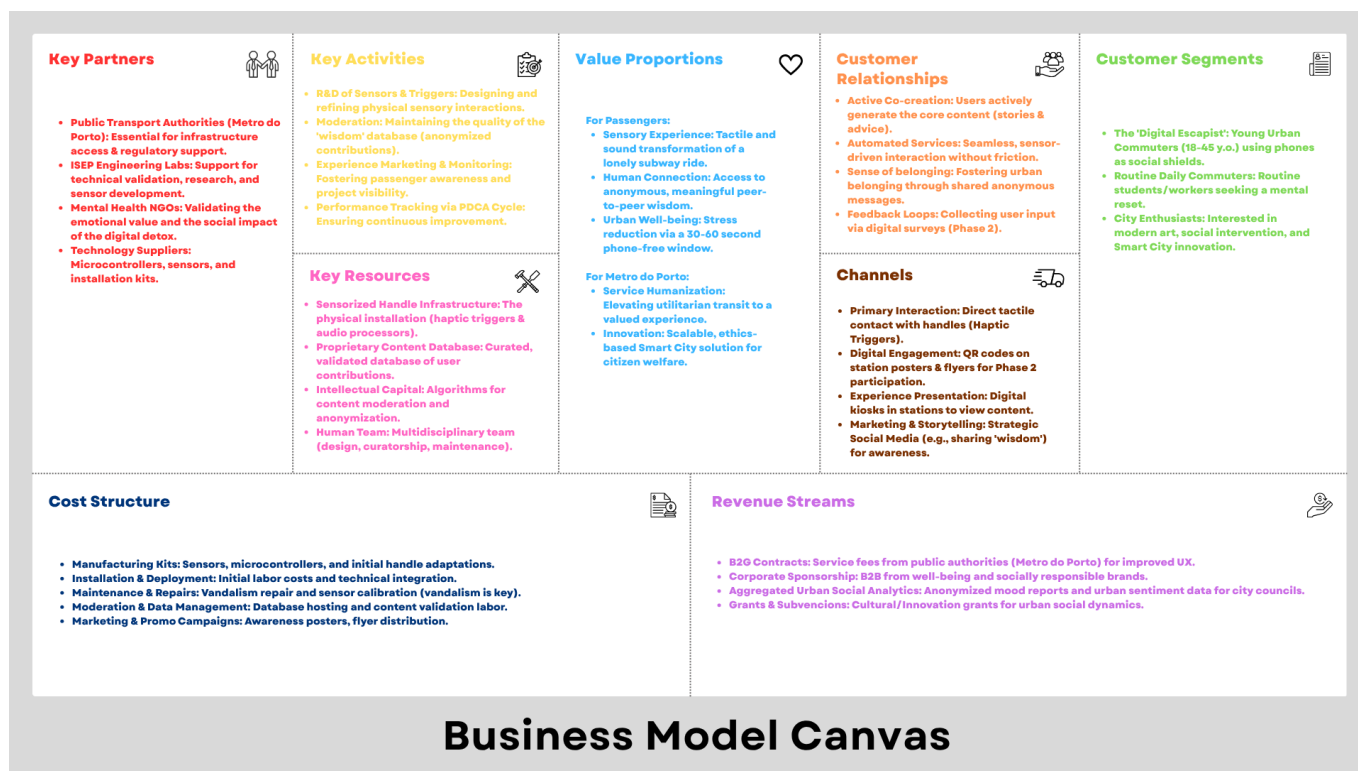 Key Partners
Public Transport Authorities (Metro do
Porto): Essential for infrastructure
access & regulatory support.
ISEP Engineering Labs: Support for
technical validation, research, and
sensor development.
Mental Health NGOs: Validating the
emotional value and the social impact
of the digital detox.
Technology Suppliers:
Microcontrollers, sensors, and
installation kits.
Key Activities
R&D of Sensors & Triggers: Designing and
refining physical sensory interactions.
Moderation: Maintaining the quality of the
'wisdom' database (anonymized
contributions).
Experience Marketing & Monitoring:
Fostering passenger awareness and
project visibility.
Performance Tracking via PDCA Cycle:
Ensuring continuous improvement.
Key Resources
Sensorized Handle Infrastructure: The
physical installation (haptic triggers &
audio processors).
Proprietary Content Database: Curated,
validated database of user
contributions.
Intellectual Capital: Algorithms for
content moderation and
anonymization.
Human Team: Multidisciplinary team
(design, curatorship, maintenance).
Value Proportions
For Passengers:
Sensory Experience: Tactile and
sound transformation of a
lonely subway ride.
Human Connection: Access to
anonymous, meaningful peer-
to-peer wisdom.
Urban Well-being: Stress
reduction via a 30-60 second
phone-free window.
For Metro do Porto:
Service Humanization:
Elevating utilitarian transit to a
valued experience.
Innovation: Scalable, ethics-
based Smart City solution for
citizen welfare.
Customer
Relationships
Active Co-creation: Users actively
generate the core content (stories &
advice).
Automated Services: Seamless, sensor-
driven interaction without friction.
Sense of belonging: Fostering urban
belonging through shared anonymous
messages.
Feedback Loops: Collecting user input
via digital surveys (Phase 2).
Channels
Primary Interaction: Direct tactile
contact with handles (Haptic
Triggers).
Digital Engagement: QR codes on
station posters & flyers for Phase 2
participation.
Experience Presentation: Digital
kiosks in stations to view content.
Marketing & Storytelling: Strategic
Social Media (e.g., sharing 'wisdom')
for awareness.
Customer Segments
The 'Digital Escapist': Young Urban
Commuters (18-45 y.o.) using phones
as social shields.
Routine Daily Commuters: Routine
students/workers seeking a mental
reset.
City Enthusiasts: Interested in
modern art, social intervention, and
Smart City innovation.
Cost Structure
Manufacturing Kits: Sensors, microcontrollers, and initial handle adaptations.
Installation & Deployment: Initial labor costs and technical integration.
Maintenance & Repairs: Vandalism repair and sensor calibration (vandalism is key).
Moderation & Data Management: Database hosting and content validation labor.
Marketing & Promo Campaigns: Awareness posters, flyer distribution.
Revenue Streams
B2G Contracts: Service fees from public authorities (Metro do Porto) for improved UX.
Corporate Sponsorship: B2B from well-being and socially responsible brands.
Aggregated Urban Social Analytics: Anonymized mood reports and urban sentiment data for city councils.
Grants & Subvencions: Cultural/Innovation grants for urban social dynamics.
Business Model Canvas